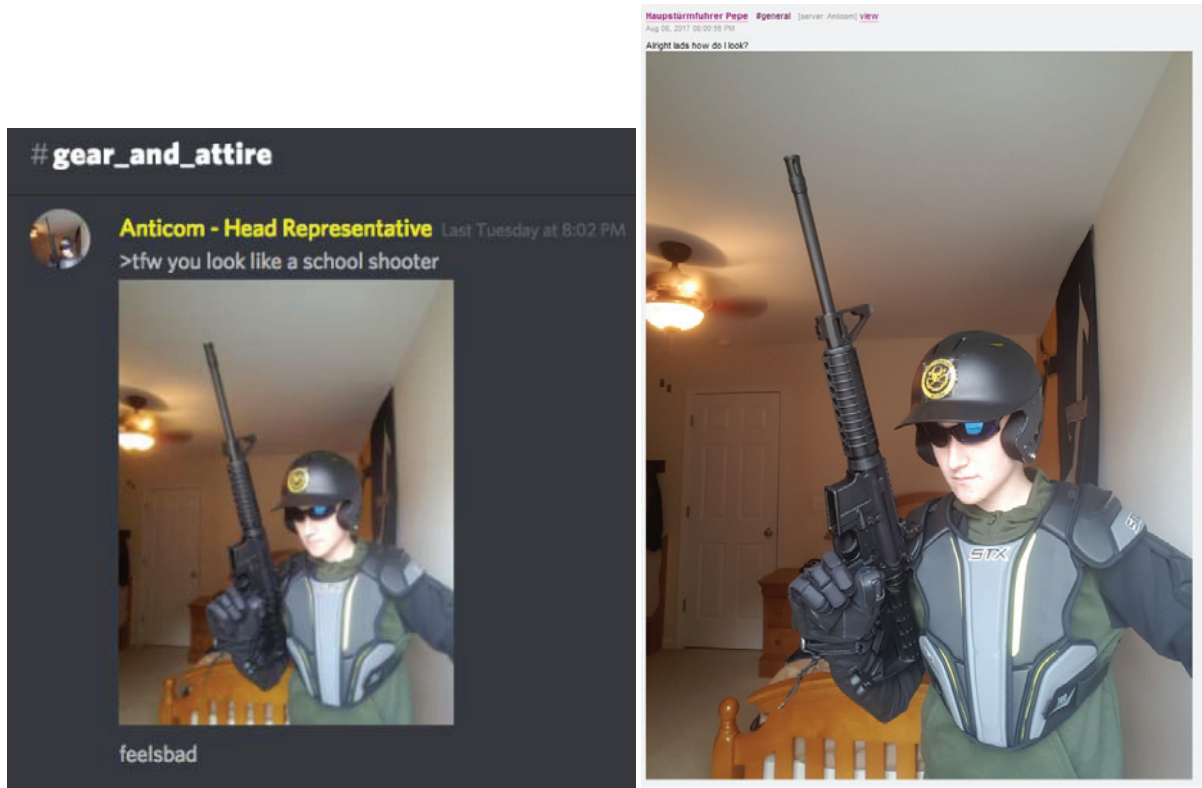 #gear_and_attire
Anticom - Head Representative Last Tuesday at 8:02 PM
>tfw you look like a school shooter
feelsbad
Haupstürmfuhrer Pepe #general [server: Anticom] view
Aug 08, 2017 08:00:56 PM
Alright lads how do I look?
STX